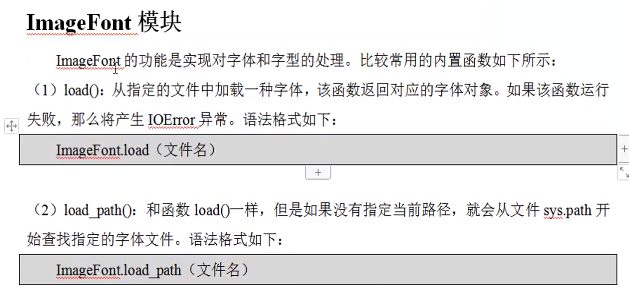 ImageFont 模块
ImageFont 的功能是实现对字体和字型的处理。比较常用的内置函数如下所示：
（1）load()：从指定的文件中加载一种字体，该函数返回对应的字体对象。如果该函数运行
失败，那么将产生 IOError 异常。语法格式如下：
ImageFont.load（文件名）
（2）load_path()：和函数 load()一样，但是如果没有指定当前路径，就会从文件 sys.path 开
始查找指定的字体文件。语法格式如下：
ImageFont.load_path（文件名）